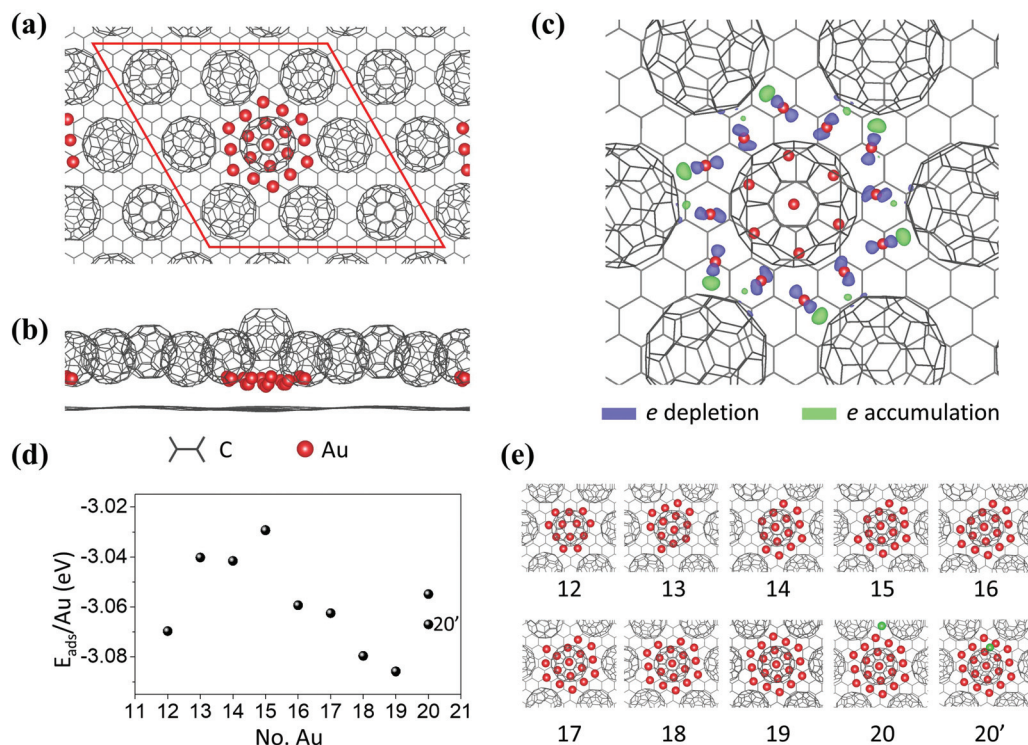 (a)
(b)
C
Au
(c)
e depletion
e accumulation
(d)
-3.02
-3.04
-3.06
-3.08
E_ads/Au (eV)
20'
11 12 13 14 15 16 17 18 19 20 21
No. Au
(e)
12 13 14 15 16
17 18 19 20 20'